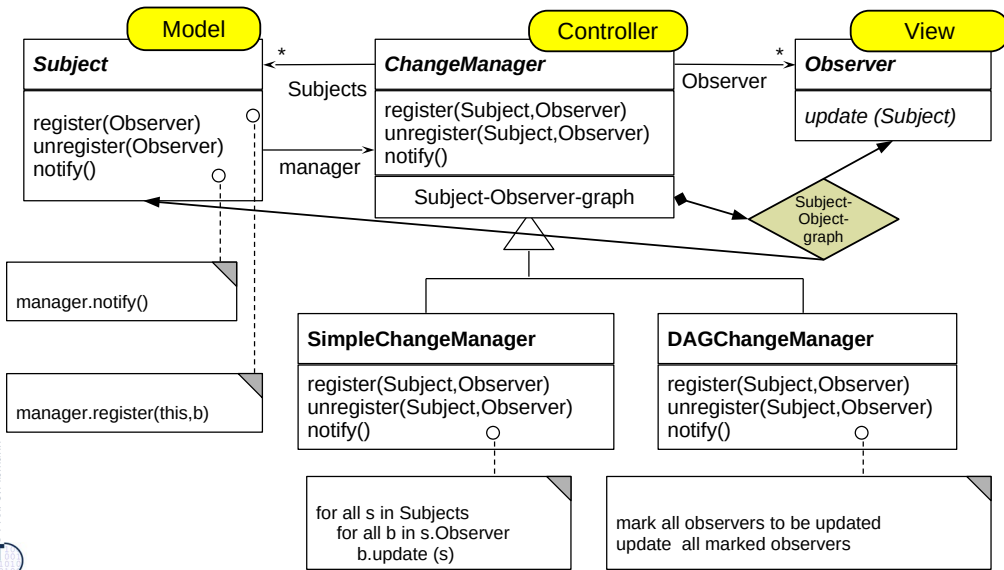 Model
Controller
View
Subject
*
ChangeManager
*
Observer
Subjects
Observer
register(Observer)
unregister(Observer)
notify()
manager
register(Subject,Observer)
unregister(Subject,Observer)
notify()
update (Subject)
Subject-Observer-graph
Subject-
Object-
graph
manager.notify()
manager.register(this,b)
SimpleChangeManager
register(Subject,Observer)
unregister(Subject,Observer)
notify()
DAGChangeManager
register(Subject,Observer)
unregister(Subject,Observer)
notify()
for all s in Subjects
for all b in s.Observer
b.update (s)
mark all observers to be updated
update all marked observers